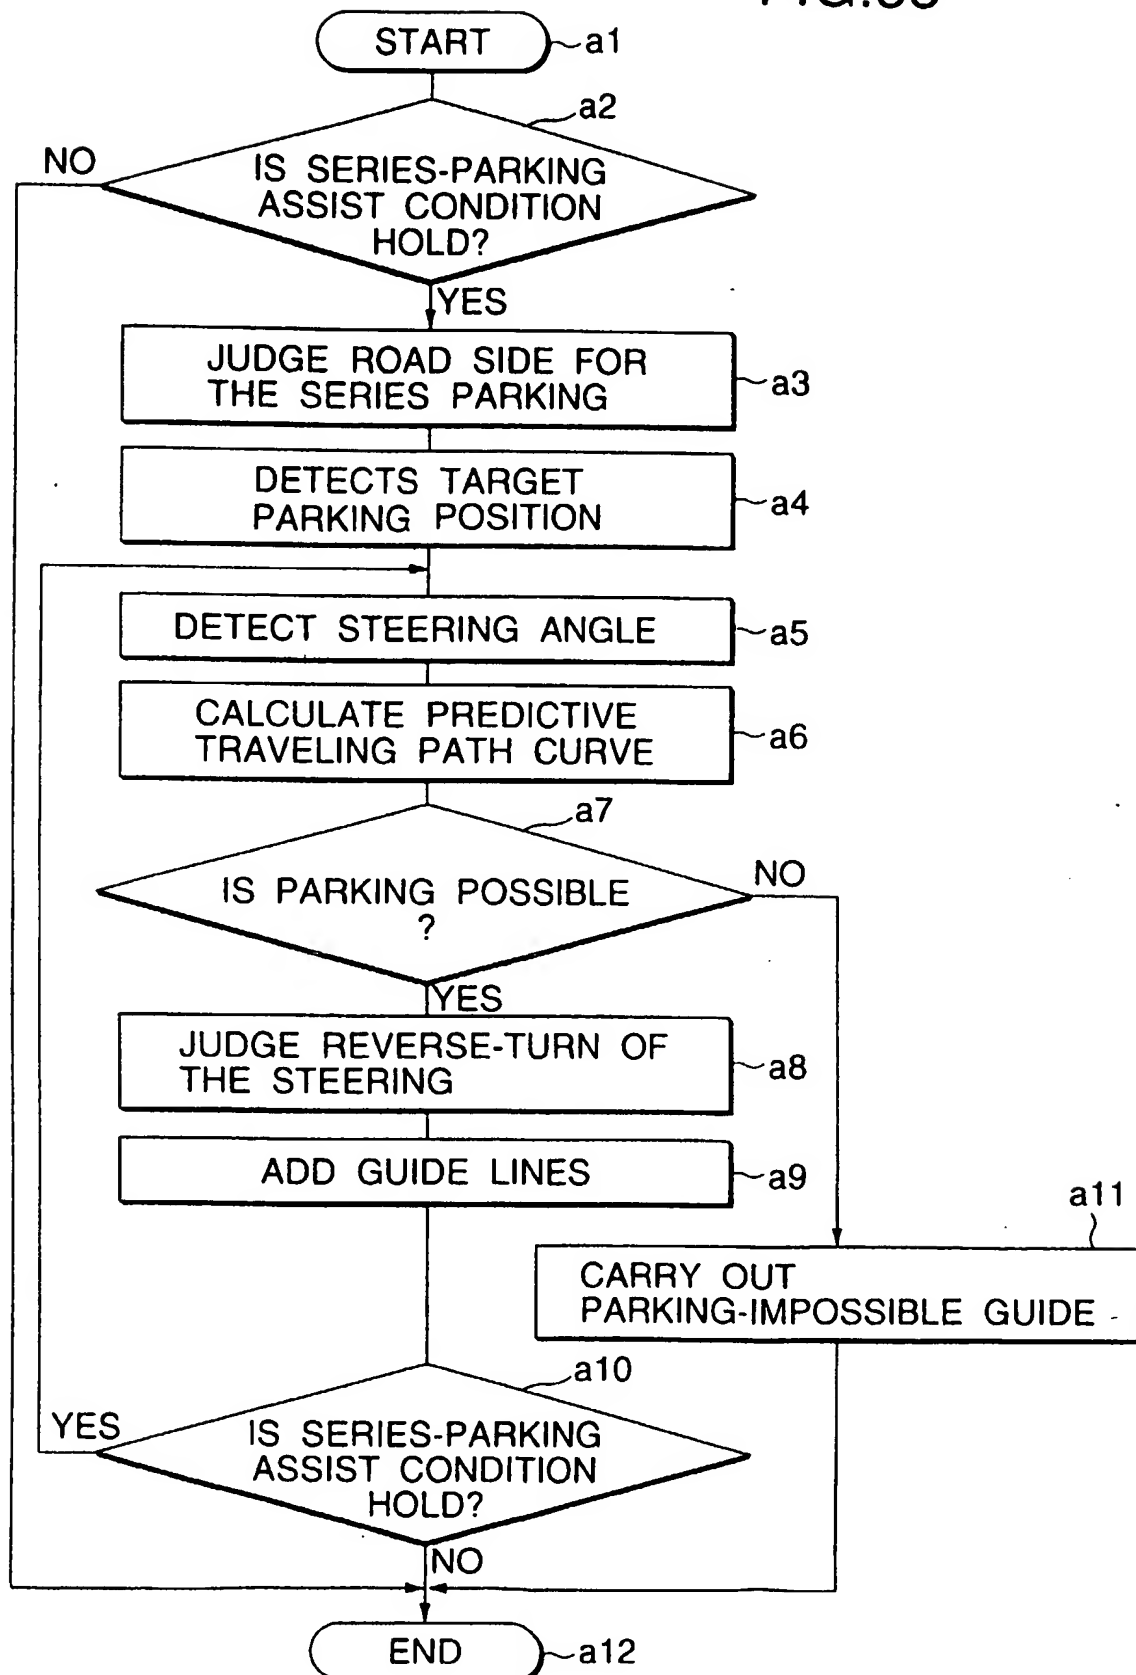 START
a1
a2
NO
IS SERIES-PARKING
ASSIST CONDITION
HOLD?
YES
JUDGE ROAD SIDE FOR
THE SERIES PARKING
a3
DETECTS TARGET
PARKING POSITION
a4
DETECT STEERING ANGLE
a5
CALCULATE PREDICTIVE
TRAVELING PATH CURVE
a6
a7
IS PARKING POSSIBLE
?
NO
YES
JUDGE REVERSE-TURN OF
THE STEERING
a8
ADD GUIDE LINES
a9
a11
CARRY OUT
PARKING-IMPOSSIBLE GUIDE
a10
YES
IS SERIES-PARKING
ASSIST CONDITION
HOLD?
NO
END
a12